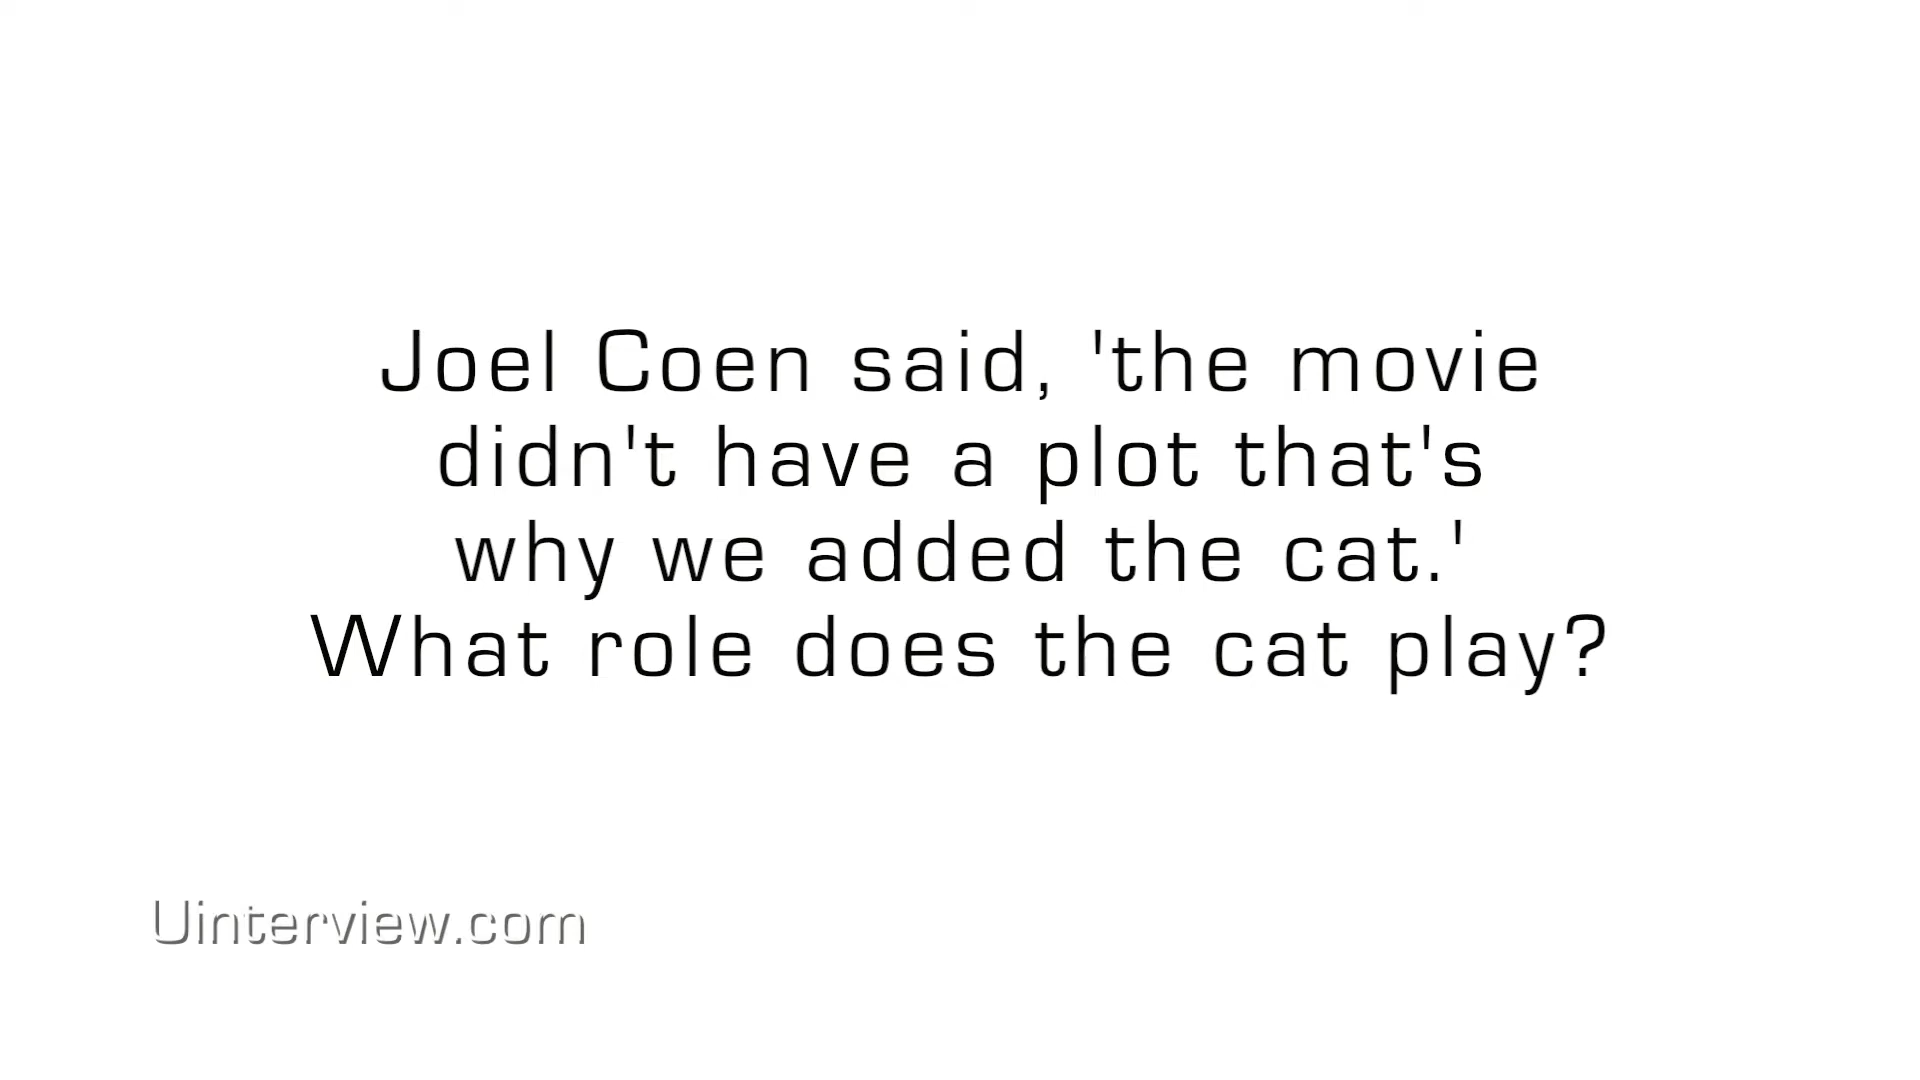 Joel Coen said, 'the movie
didn't have a plot that's
why we added the cat.'
What role does the cat play?
Uinterview.com